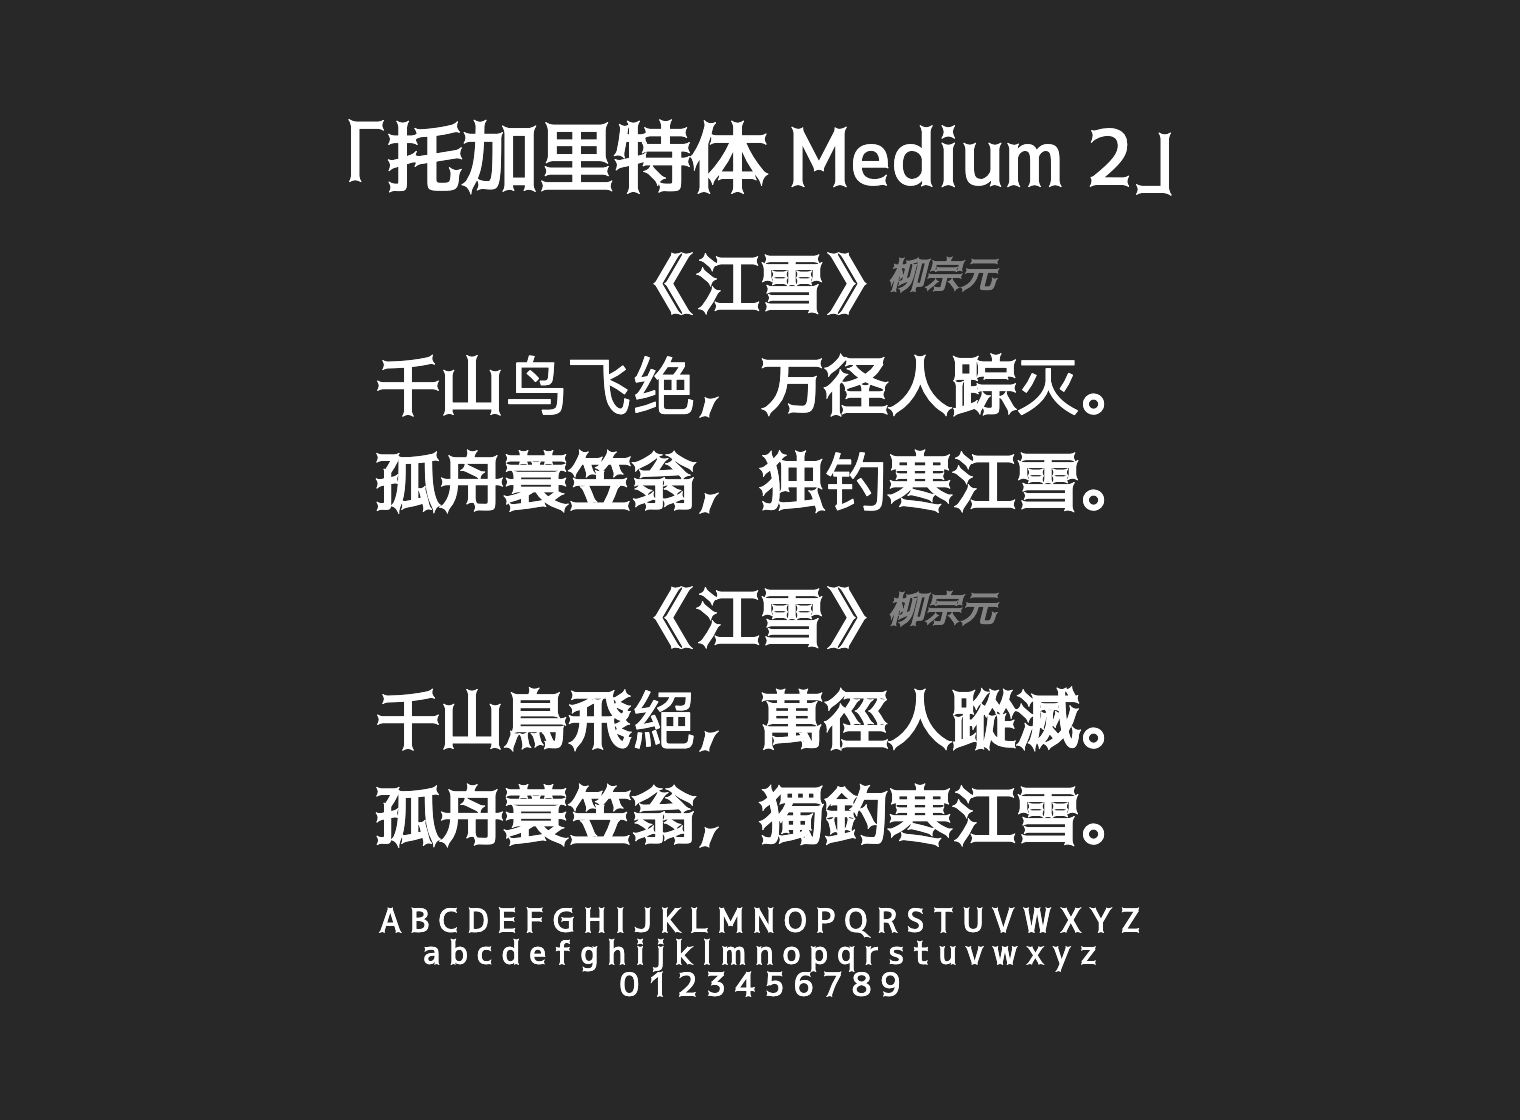 「托加里特体 Medium 2」
《江雪》柳宗元
千山鸟飞绝，万径人踪灭。
孤舟蓑笠翁，独钓寒江雪。
《江雪》柳宗元
千山鳥飛絕，萬徑人蹤滅。
孤舟蓑笠翁，獨釣寒江雪。
A B C D E F G H I J K L M N O P Q R S T U V W X Y Z
a b c d e f g h i j k l m n o p q r s t u v w x y z
0 1 2 3 4 5 6 7 8 9